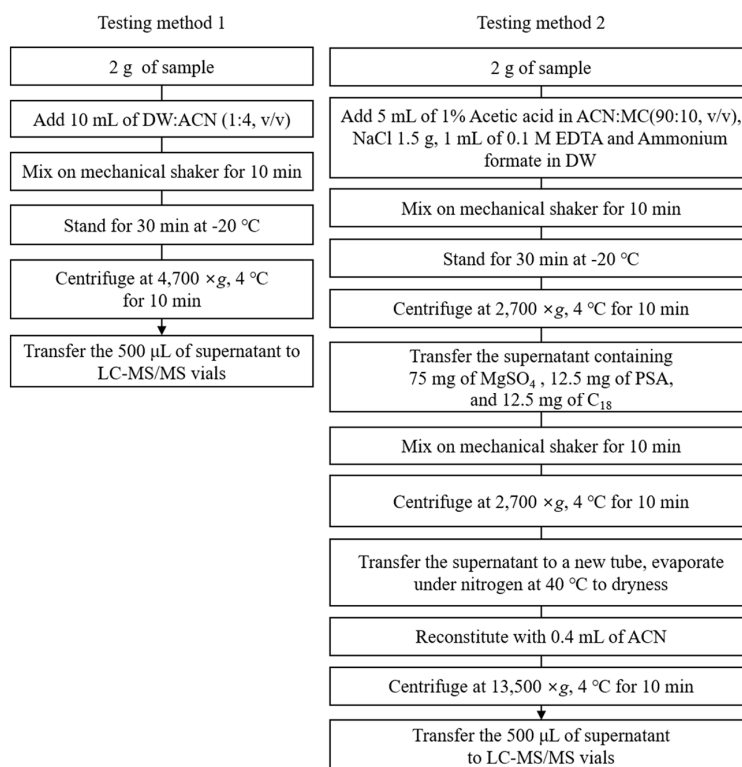 Testing method 1
2 g of sample
Add 10 mL of DW:ACN (1:4, v/v)
Mix on mechanical shaker for 10 min
Stand for 30 min at -20 ℃
Centrifuge at 4,700 ×g, 4 ℃
for 10 min
Transfer the 500 μL of supernatant to
LC-MS/MS vials
Testing method 2
2 g of sample
Add 5 mL of 1% Acetic acid in ACN:MC(90:10, v/v),
NaCl 1.5 g, 1 mL of 0.1 M EDTA and Ammonium
formate in DW
Mix on mechanical shaker for 10 min
Stand for 30 min at -20 ℃
Centrifuge at 2,700 ×g, 4 ℃ for 10 min
Transfer the supernatant containing
75 mg of MgSO₄ , 12.5 mg of PSA,
and 12.5 mg of C₁₈
Mix on mechanical shaker for 10 min
Centrifuge at 2,700 ×g, 4 ℃ for 10 min
Transfer the supernatant to a new tube, evaporate
under nitrogen at 40 ℃ to dryness
Reconstitute with 0.4 mL of ACN
Centrifuge at 13,500 ×g, 4 ℃ for 10 min
Transfer the 500 μL of supernatant
to LC-MS/MS vials